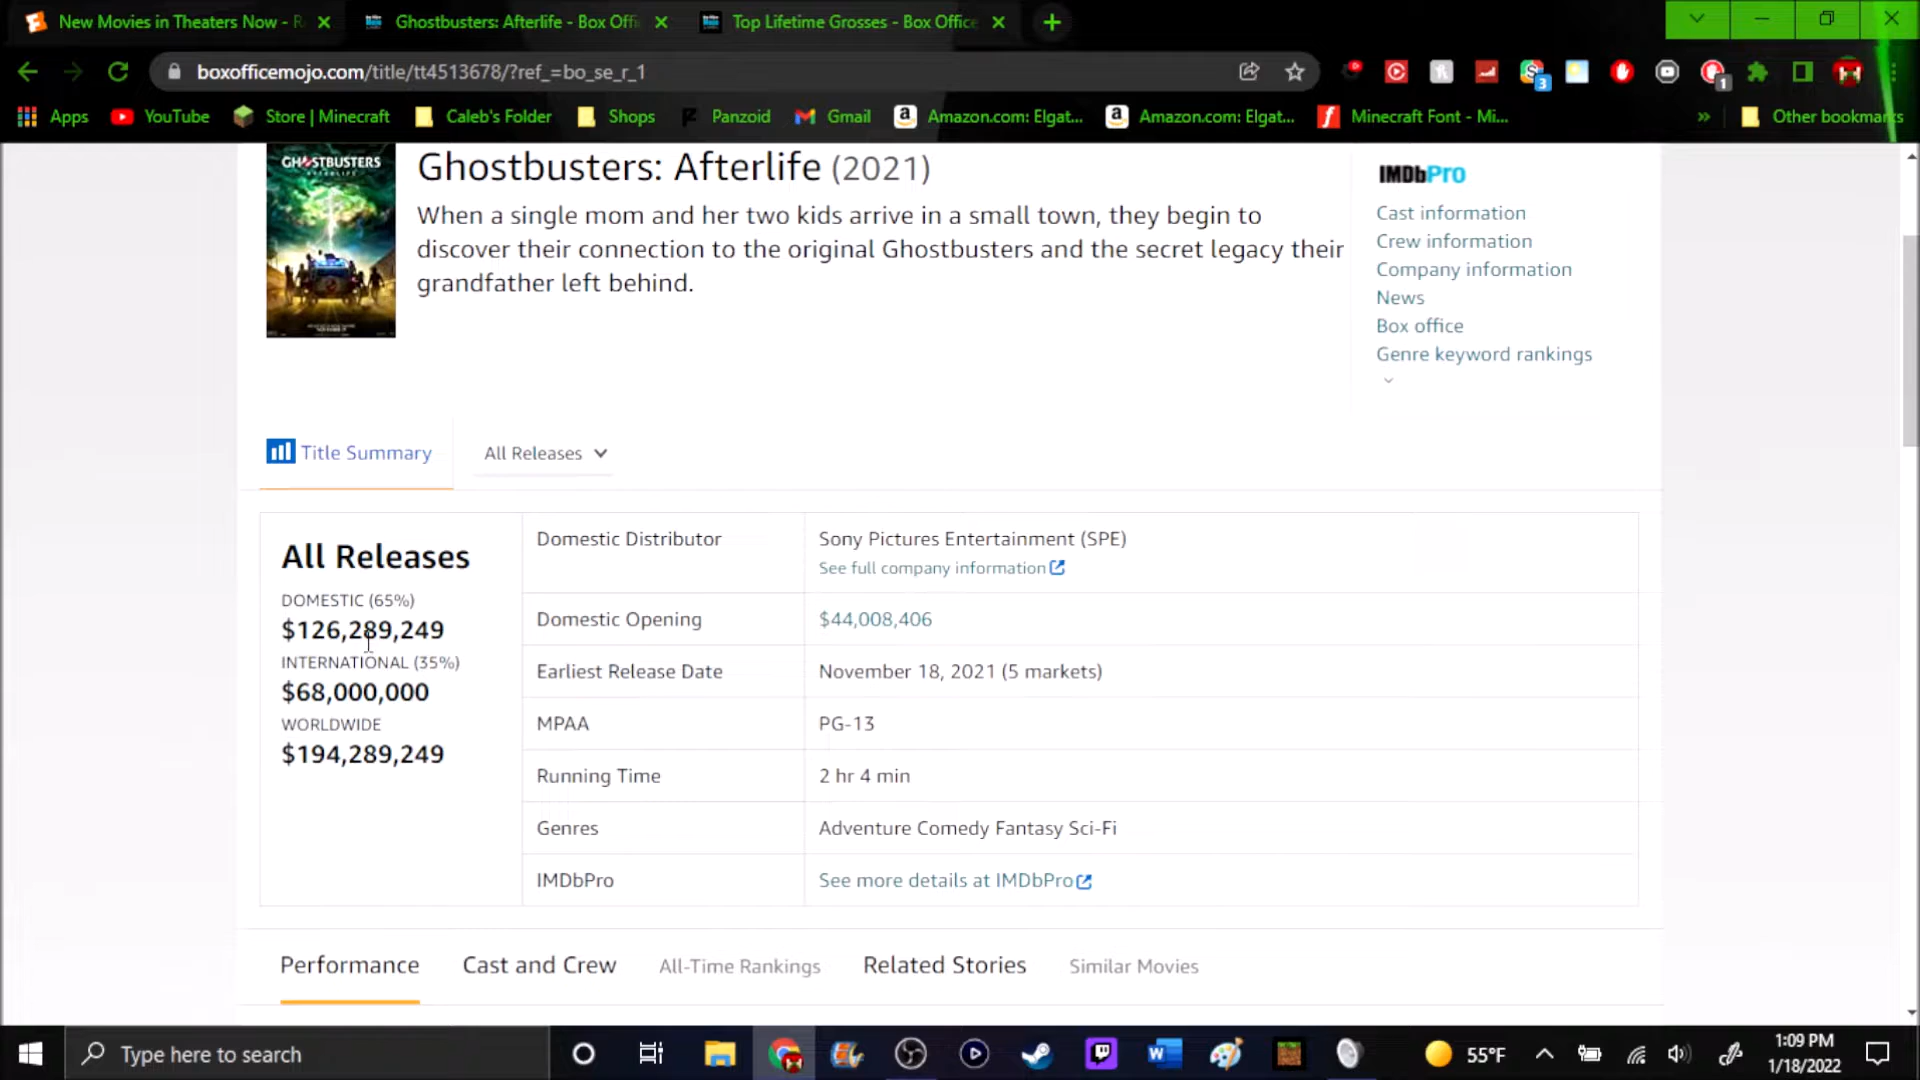 New Movies in Theaters Now - R
Ghostbusters: Afterlife - Box Offi
Top Lifetime Grosses - Box Office
boxofficemojo.com/title/tt4513678/?ref_=bo_se_r_1
3
1
Apps
YouTube
Store | Minecraft
Caleb's Folder
Shops
Panzoid
Gmail
Amazon.com: Elgat...
Amazon.com: Elgat...
Minecraft Font - Mi...
»
Other bookmarks
GHOSTBUSTERS
AFTERLIFE
Ghostbusters: Afterlife (2021)
When a single mom and her two kids arrive in a small town, they begin to
discover their connection to the original Ghostbusters and the secret legacy their
grandfather left behind.
IMDbPro
Cast information
Crew information
Company information
News
Box office
Genre keyword rankings
Title Summary
All Releases
All Releases
DOMESTIC (65%)
$126,289,249
INTERNATIONAL (35%)
$68,000,000
WORLDWIDE
$194,289,249
Domestic Distributor
Sony Pictures Entertainment (SPE)
See full company information
Domestic Opening
$44,008,406
Earliest Release Date
November 18, 2021 (5 markets)
MPAA
PG-13
Running Time
2 hr 4 min
Genres
Adventure Comedy Fantasy Sci-Fi
IMDbPro
See more details at IMDbPro
Performance
Cast and Crew
All-Time Rankings
Related Stories
Similar Movies
Type here to search
55°F
1:09 PM
1/18/2022